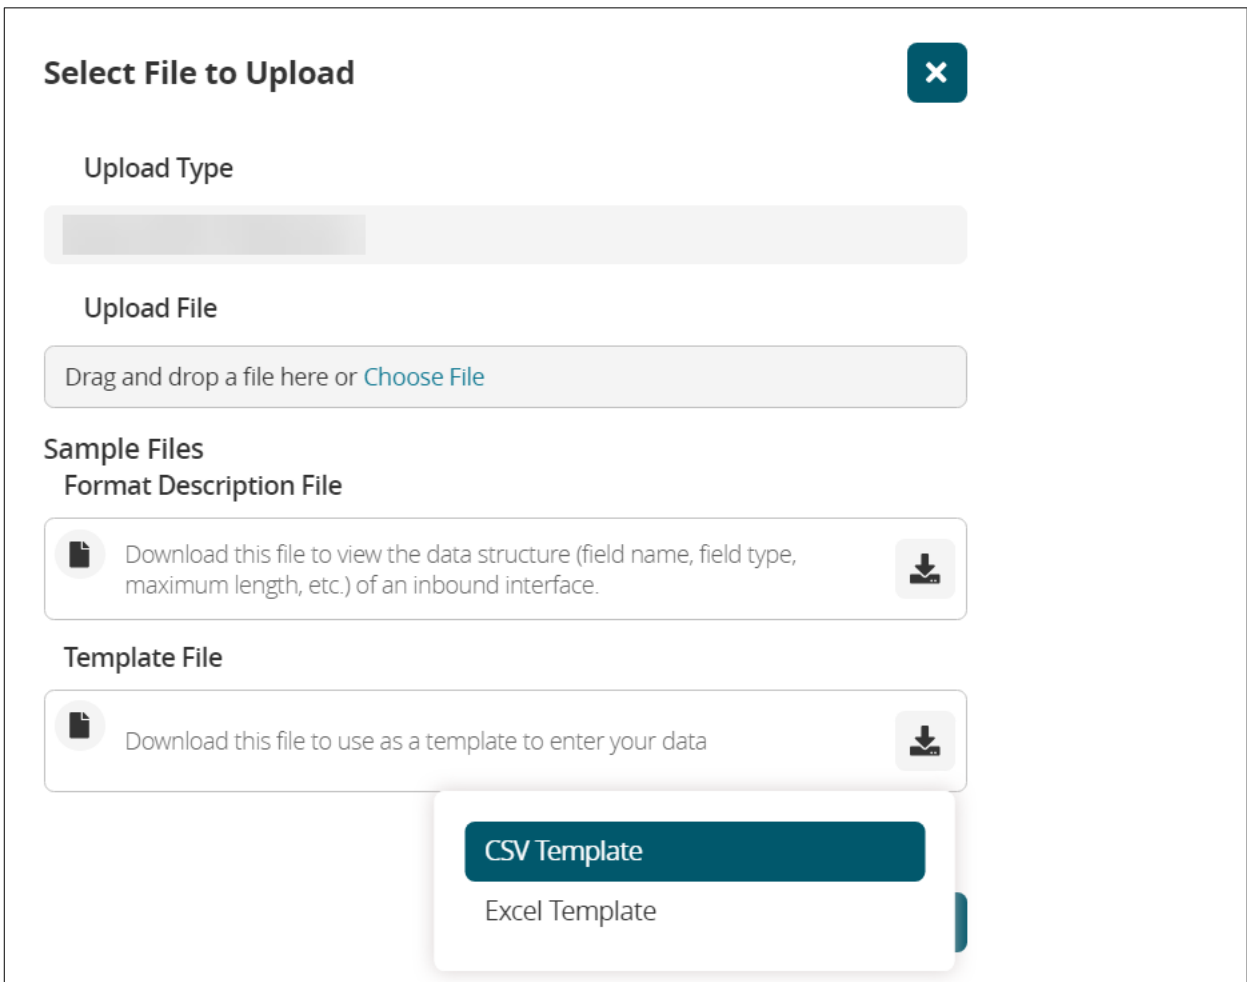 Select File to Upload
Upload Type
Upload File
Drag and drop a file here or Choose File
Sample Files
Format Description File
Download this file to view the data structure (field name, field type,
maximum length, etc.) of an inbound interface.
Template File
Download this file to use as a template to enter your data
CSV Template
Excel Template